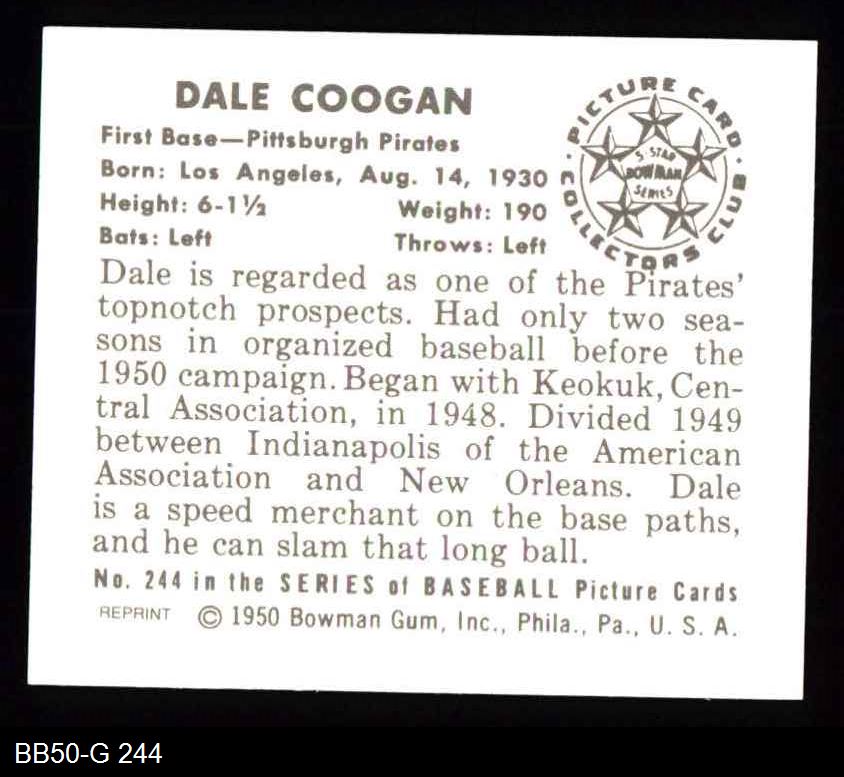 DALE COOGAN
First Base—Pittsburgh Pirates
Born: Los Angeles, Aug. 14, 1930
Height: 6-1½ Weight: 190
Bats: Left Throws: Left
PICTURE CARD COLLECTORS CLUB
5-STAR
BOWMAN
SERIES
Dale is regarded as one of the Pirates'
topnotch prospects. Had only two sea-
sons in organized baseball before the
1950 campaign. Began with Keokuk, Cen-
tral Association, in 1948. Divided 1949
between Indianapolis of the American
Association and New Orleans. Dale
is a speed merchant on the base paths,
and he can slam that long ball.
No. 244 in the SERIES of BASEBALL Picture Cards
REPRINT © 1950 Bowman Gum, Inc., Phila., Pa., U. S. A.
BB50-G 244